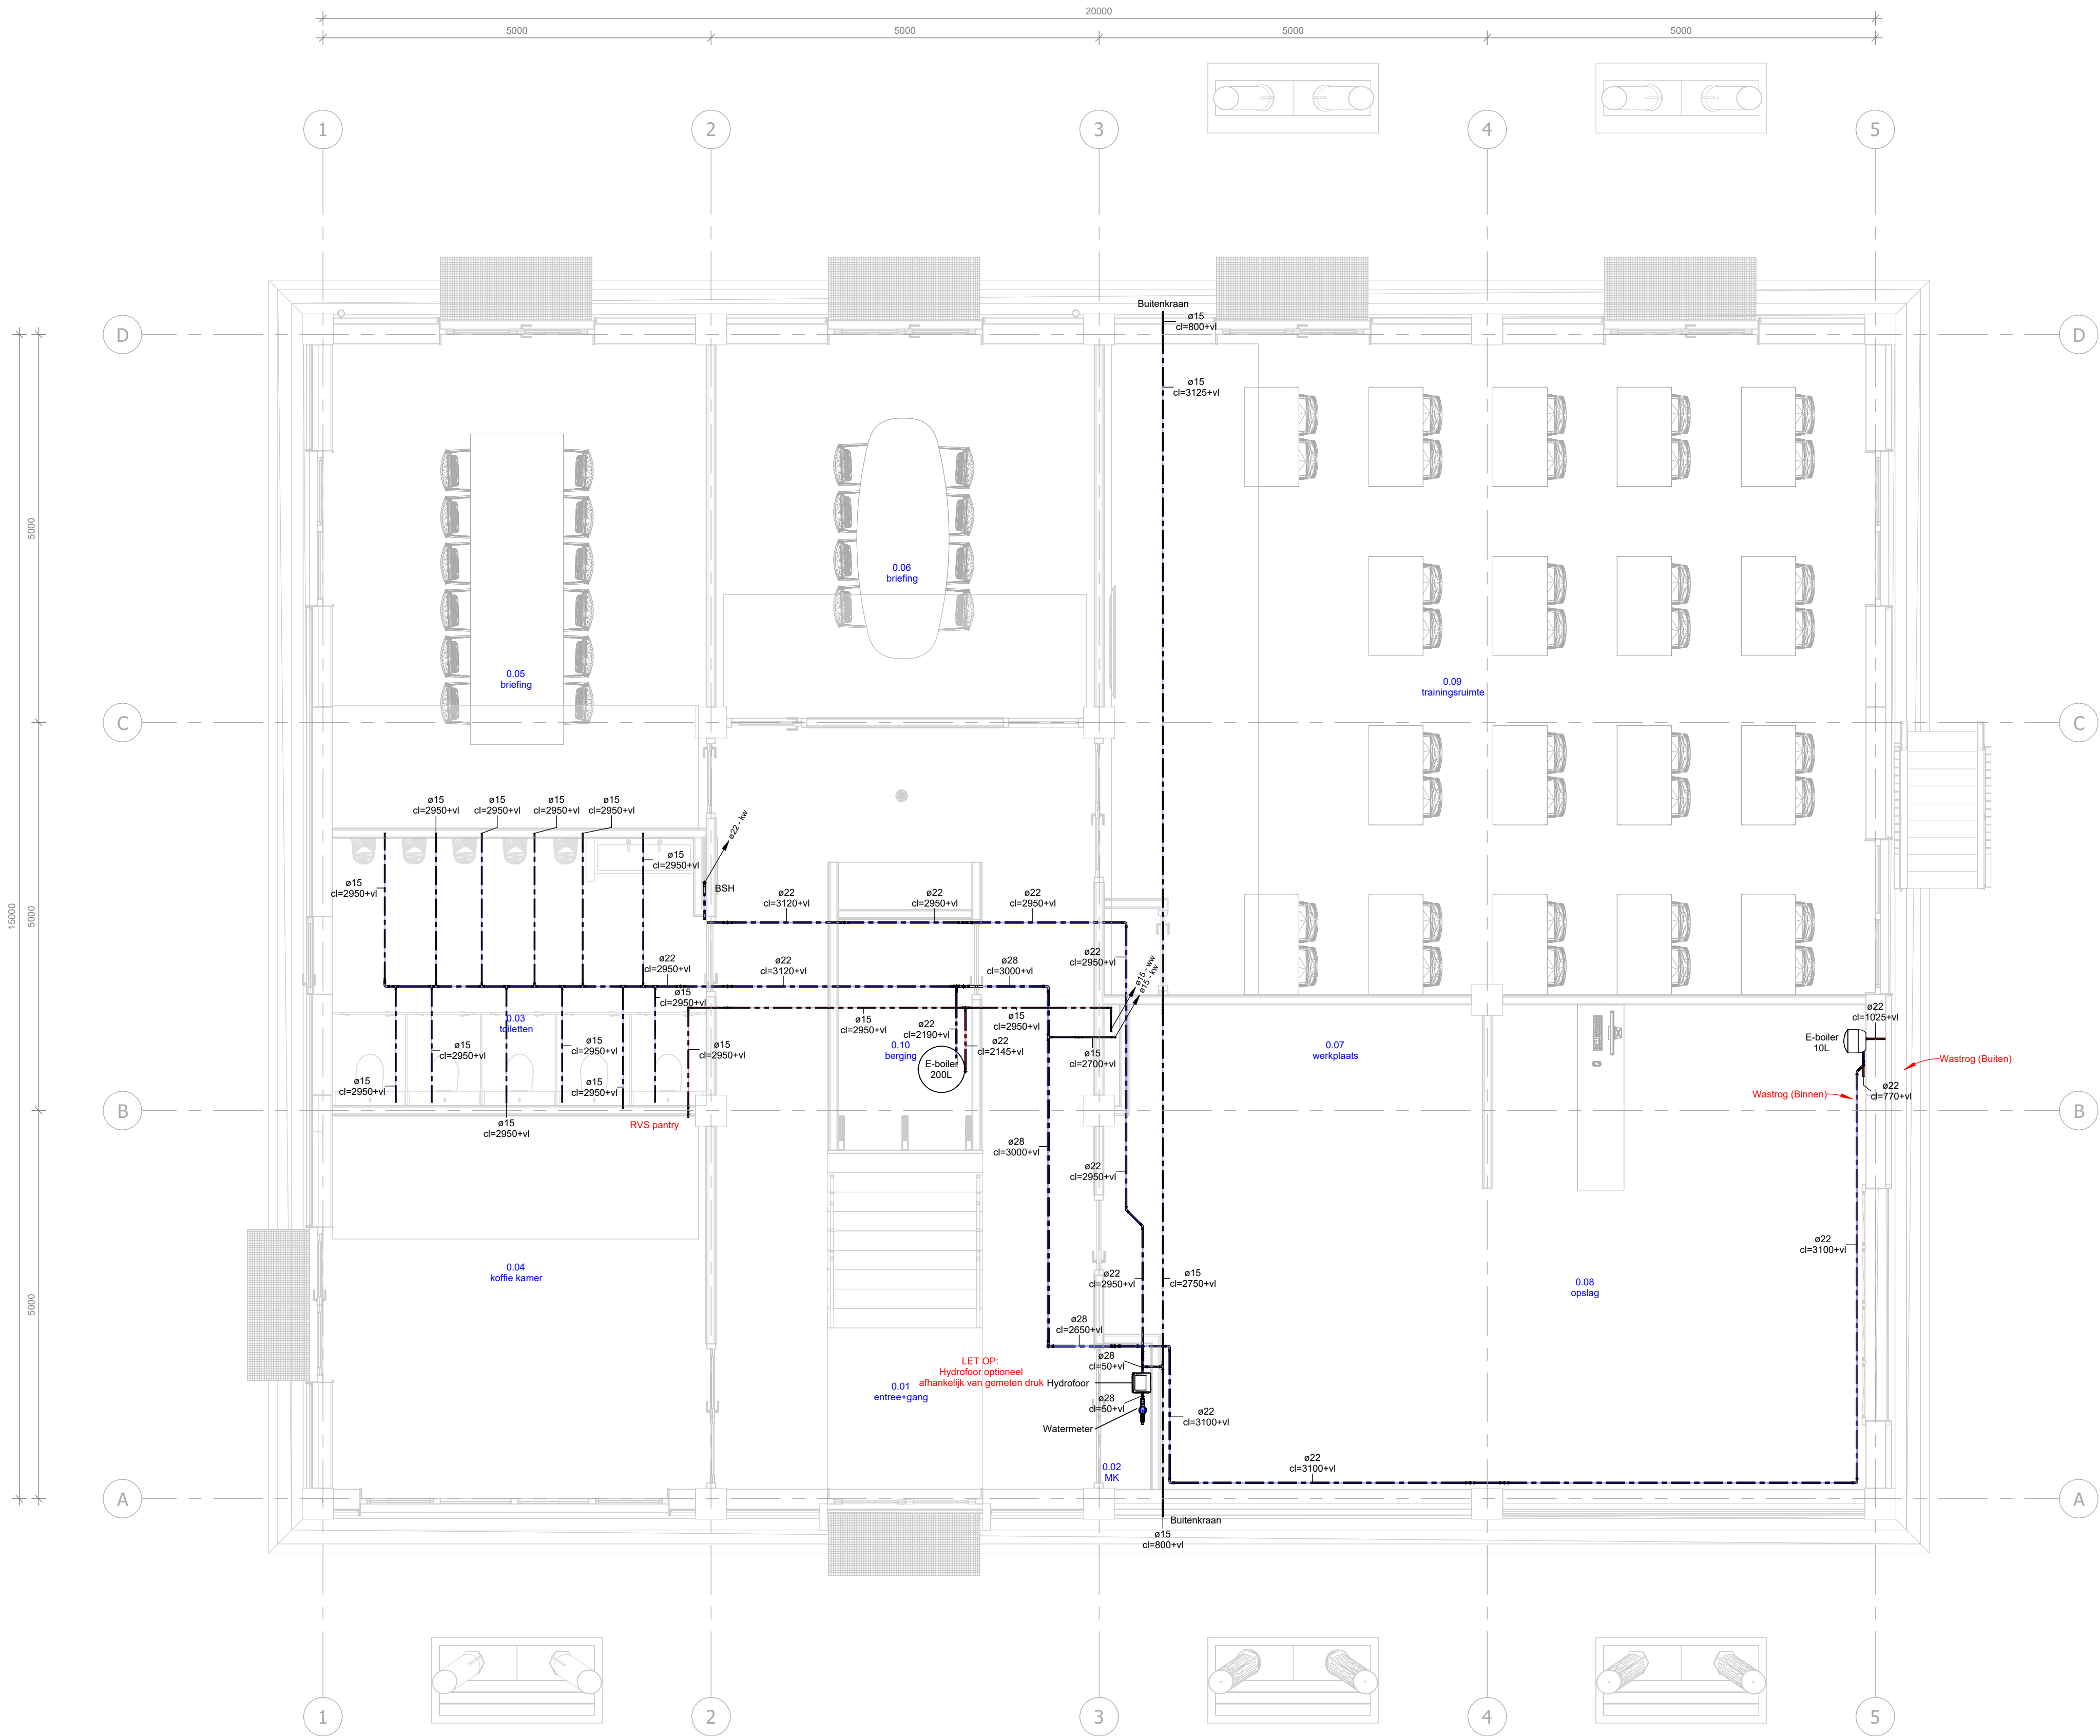 20000
5000
5000
5000
5000
1
2
3
4
5
Buitenkraan
ø15
cl=800+vl
D
D
ø15
cl=3125+vl
5000
0.06
briefing
0.05
briefing
0.09
trainingsruimte
C
C
ø15
cl=2950+vl
ø15
cl=2950+vl
ø15
cl=2950+vl
ø15
cl=2950+vl
ø22 - kw
ø15
cl=2950+vl
ø15
cl=2950+vl
BSH
ø22
cl=3120+vl
ø22
cl=2950+vl
ø22
cl=2950+vl
15000
5000
ø22
cl=2950+vl
ø22
cl=2950+vl
ø22
cl=3120+vl
ø28
cl=3000+vl
ø15 - ww
ø15 - kw
ø15
cl=2950+vl
0.03
toiletten
ø15
cl=2950+vl
ø22
cl=2190+vl
ø15
cl=2950+vl
ø22
cl=1025+vl
ø15
cl=2950+vl
ø15
cl=2950+vl
ø15
cl=2950+vl
0.10
berging
ø22
cl=2145+vl
ø15
cl=2700+vl
0.07
werkplaats
E-boiler
10L
Wastrog (Buiten)
E-boiler
200L
ø15
cl=2950+vl
ø15
cl=2950+vl
Wastrog (Binnen)
ø22
cl=770+vl
B
B
ø15
cl=2950+vl
RVS pantry
ø28
cl=3000+vl
ø22
cl=2950+vl
ø22
cl=3100+vl
0.04
koffie kamer
ø22
cl=2950+vl
ø15
cl=2750+vl
0.08
opslag
5000
ø28
cl=2650+vl
LET OP:
Hydrofoor optioneel
afhankelijk van gemeten druk
Hydrofoor
ø28
cl=50+vl
0.01
entree+gang
ø28
cl=50+vl
Watermeter
ø22
cl=3100+vl
0.02
MK
ø22
cl=3100+vl
A
A
Buitenkraan
ø15
cl=800+vl
1
2
3
4
5